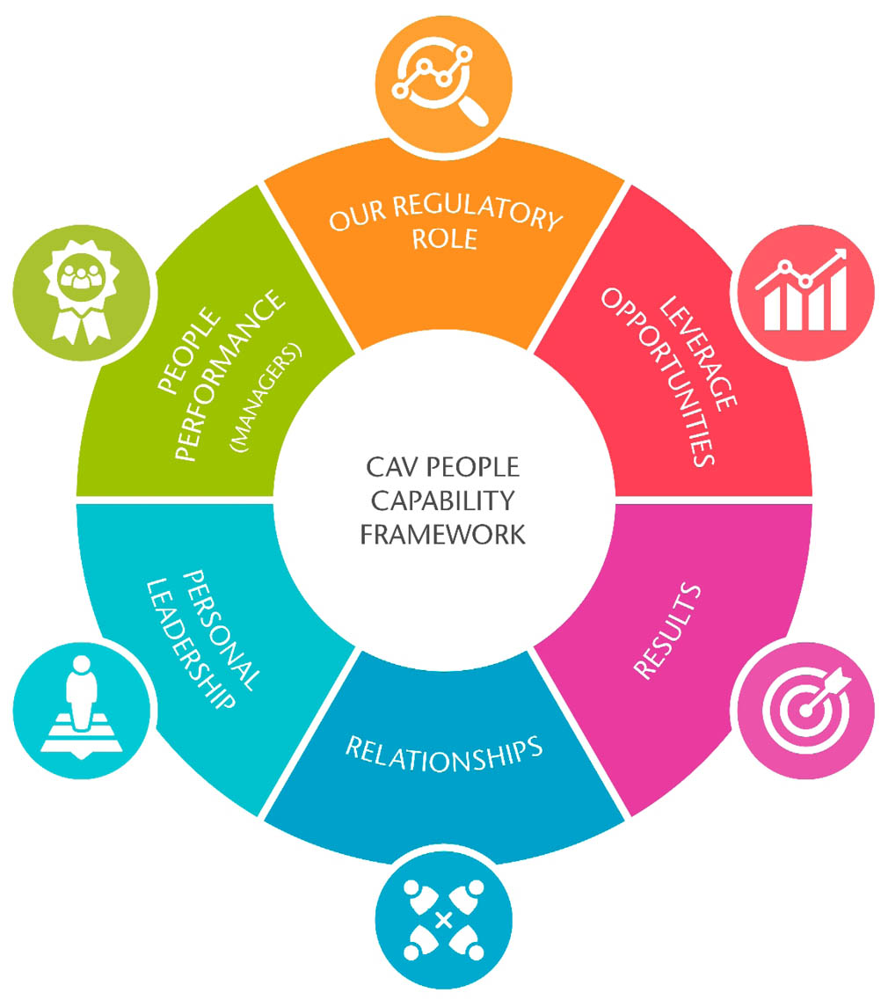 OUR REGULATORY
ROLE
LEVERAGE
OPPORTUNITIES
RESULTS
RELATIONSHIPS
PERSONAL
LEADERSHIP
PEOPLE
PERFORMANCE
(MANAGERS)
CAV PEOPLE
CAPABILITY
FRAMEWORK